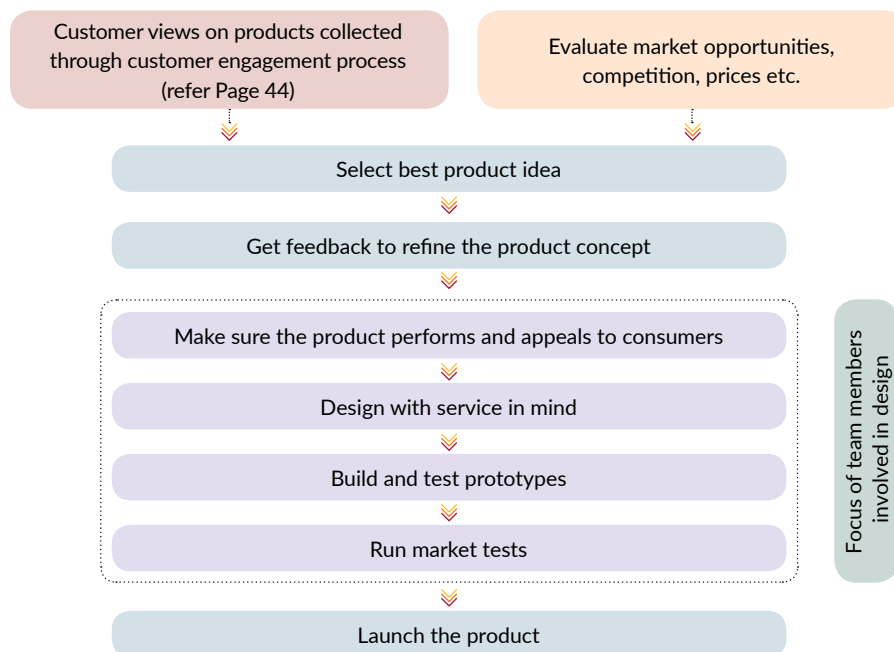 Customer views on products collected
through customer engagement process
(refer Page 44)
Evaluate market opportunities,
competition, prices etc.
Select best product idea
Get feedback to refine the product concept
Make sure the product performs and appeals to consumers
Design with service in mind
Build and test prototypes
Run market tests
Focus of team members
involved in design
Launch the product